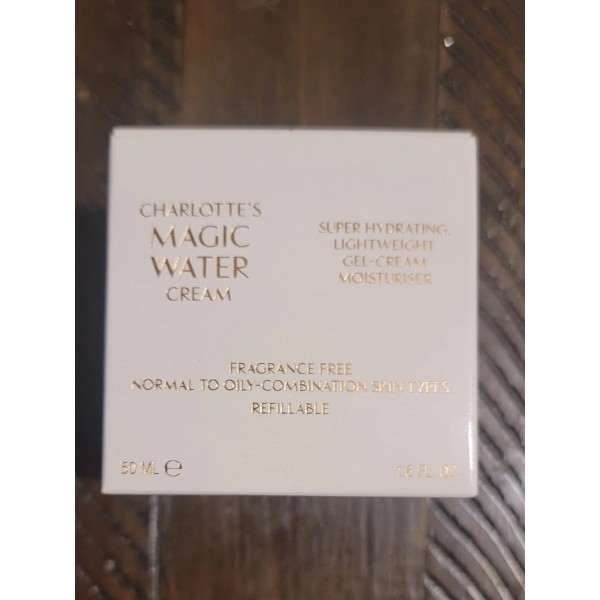 CHARLOTTE'S
MAGIC
WATER
CREAM
SUPER HYDRATING,
LIGHTWEIGHT
GEL-CREAM
MOISTURISER
FRAGRANCE FREE
NORMAL TO OILY-COMBINATION SKIN TYPES
REFILLABLE
50 ML ℮
1.6 FL. OZ.